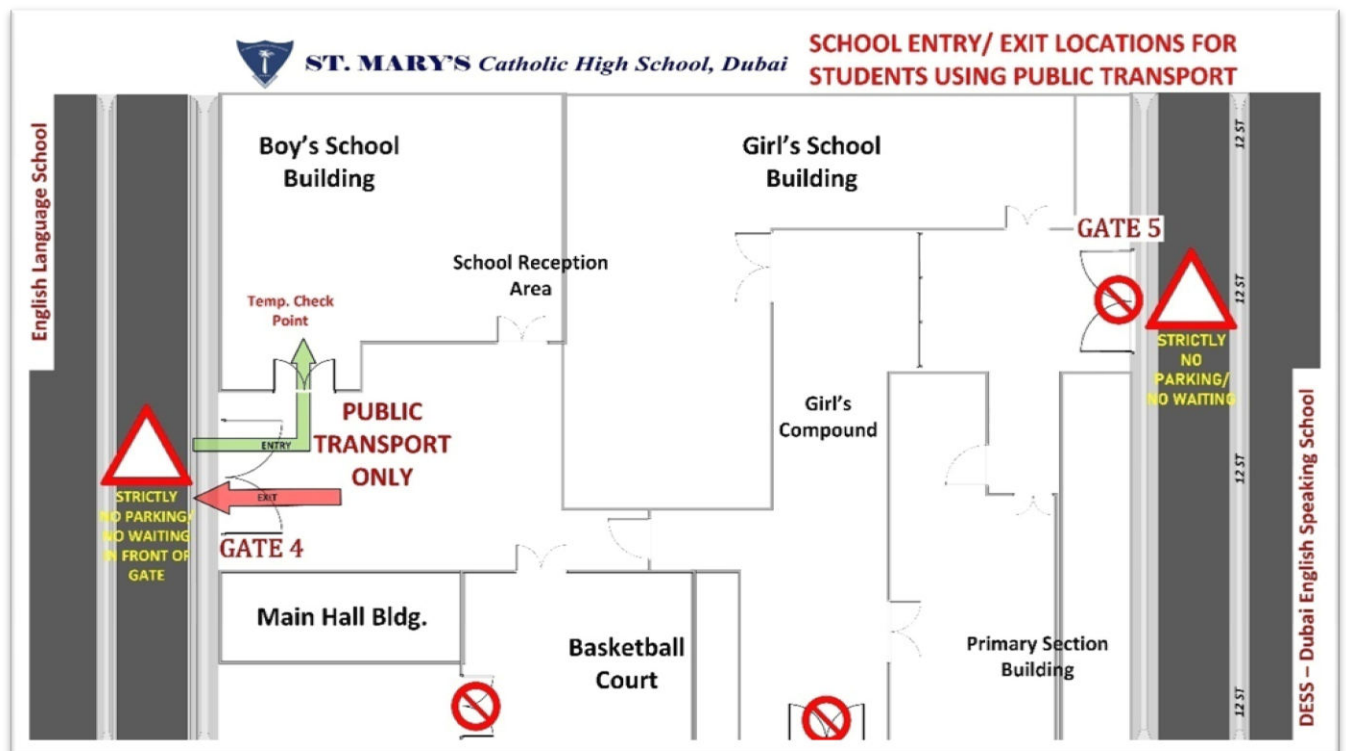 ST. MARY'S Catholic High School, Dubai
SCHOOL ENTRY/ EXIT LOCATIONS FOR
STUDENTS USING PUBLIC TRANSPORT
English Language School
Boy's School
Building
Girl's School
Building
12 ST
GATE 5
School Reception
Area
12 ST
Temp. Check
Point
STRICTLY
NO
PARKING/
NO WAITING
Girl's
Compound
PUBLIC
TRANSPORT
ONLY
ENTRY
EXIT
12 ST
STRICTLY
NO PARKING/
NO WAITING
IN FRONT OF
GATE
GATE 4
DESS – Dubai English Speaking School
Main Hall Bldg.
Basketball
Court
Primary Section
Building
12 ST